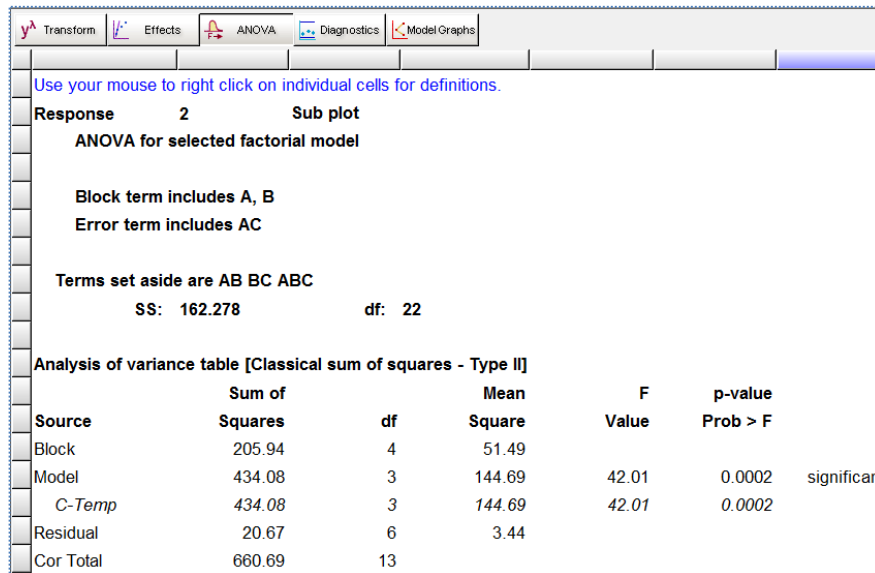 yλ Transform Effects F ANOVA Diagnostics Model Graphs
Use your mouse to right click on individual cells for definitions.
Response 2 Sub plot
ANOVA for selected factorial model
Block term includes A, B
Error term includes AC
Terms set aside are AB BC ABC
SS: 162.278 df: 22
Analysis of variance table [Classical sum of squares - Type II]
Sum of Mean F p-value
Source Squares df Square Value Prob > F
Block 205.94 4 51.49
Model 434.08 3 144.69 42.01 0.0002 significar
C-Temp 434.08 3 144.69 42.01 0.0002
Residual 20.67 6 3.44
Cor Total 660.69 13